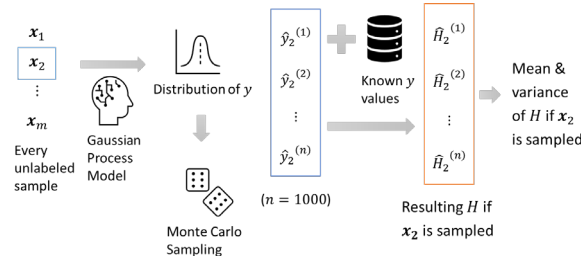 𝒙₁
𝒙₂
⋮
𝒙ₘ
Every
unlabeled
sample
Gaussian
Process
Model
Distribution of 𝑦
Monte Carlo
Sampling
ŷ₂⁽¹⁾
ŷ₂⁽²⁾
⋮
ŷ₂⁽ⁿ⁾
(𝑛 = 1000)
Known 𝑦
values
Ĥ₂⁽¹⁾
Ĥ₂⁽²⁾
⋮
Ĥ₂⁽ⁿ⁾
Resulting 𝐻 if
𝒙₂ is sampled
Mean &
variance
of 𝐻 if 𝒙₂
is sampled